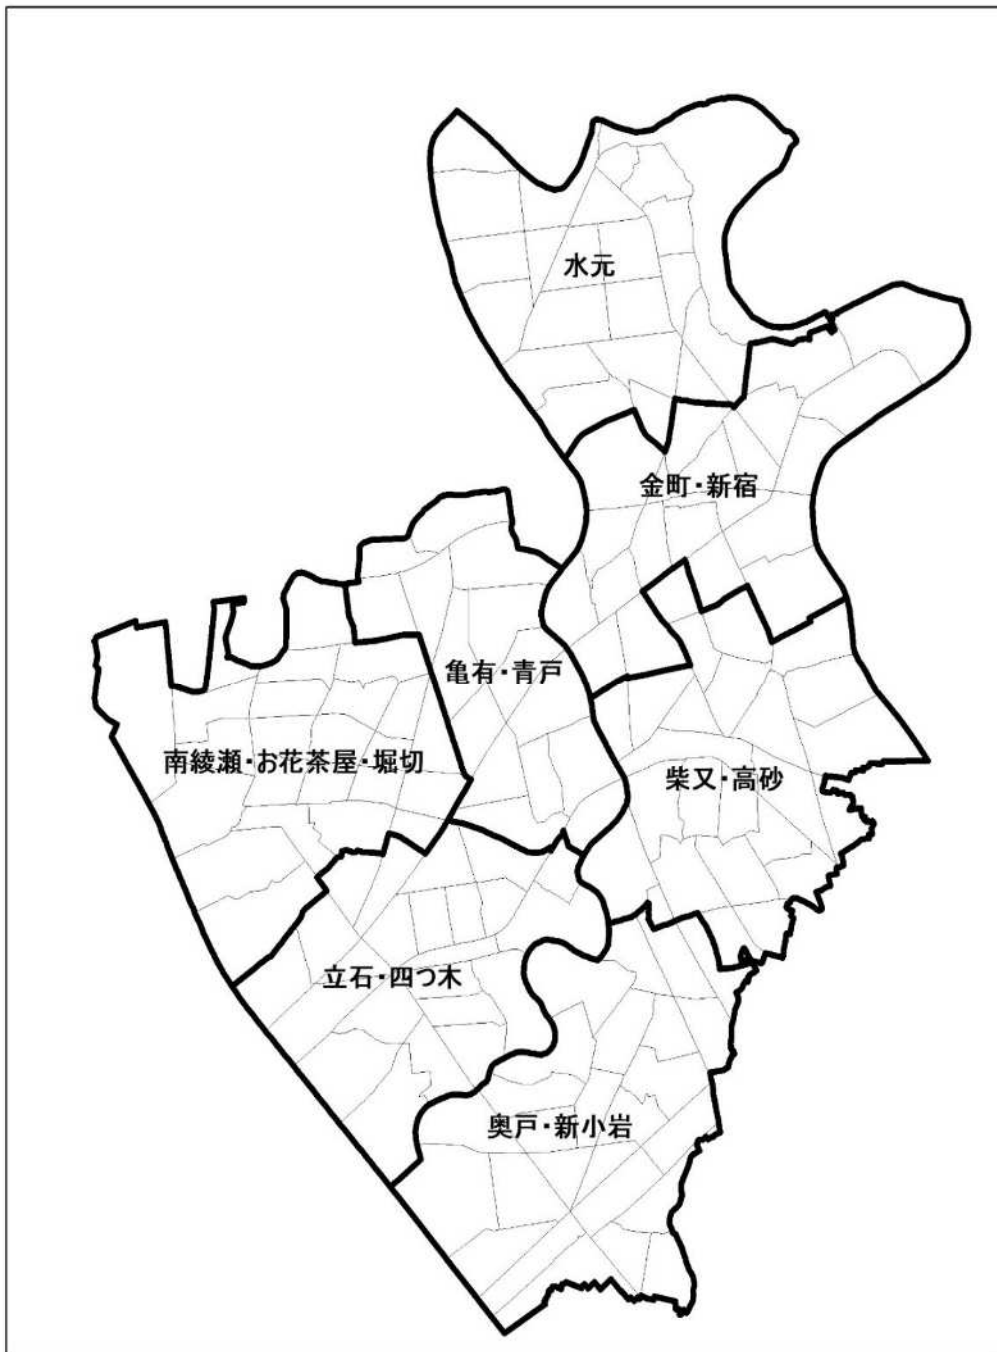 水元
金町・新宿
亀有・青戸
南綾瀬・お花茶屋・堀切
柴又・高砂
立石・四つ木
奥戸・新小岩